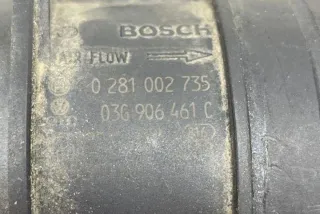 BOSCH
AIR FLOW
0 281 002 735
03G 906 461 C